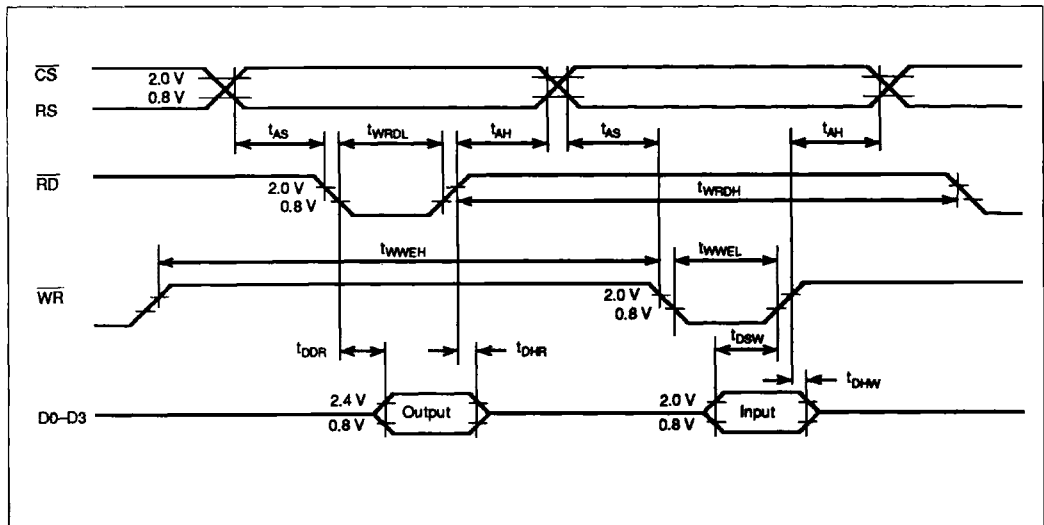 CS
2.0 V
0.8 V
RS
tAS
tWRDL
tAH
tAS
tAH
RD
2.0 V
0.8 V
tWRDH
tWWEH
tWWEL
WR
2.0 V
0.8 V
tDDR
tDHR
tDSW
tDHW
D0–D3
2.4 V
0.8 V
Output
2.0 V
0.8 V
Input